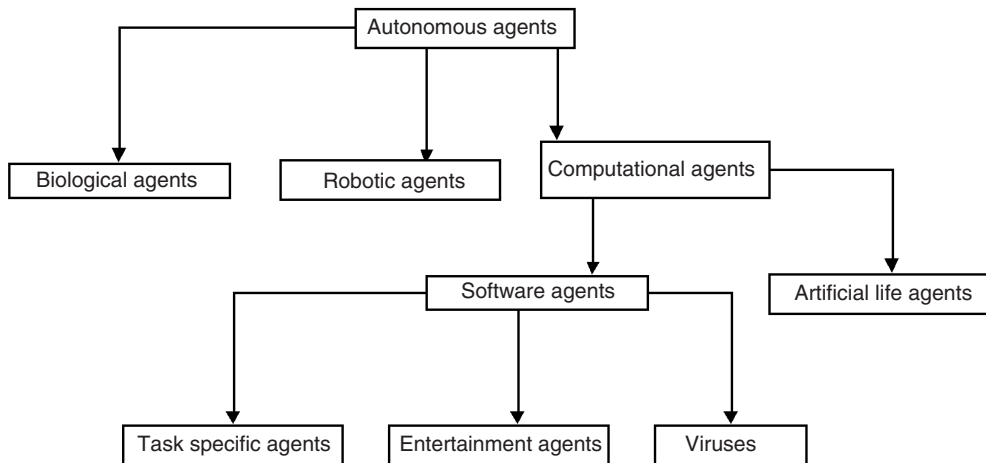 Autonomous agents
Biological agents
Robotic agents
Computational agents
Software agents
Artificial life agents
Task specific agents
Entertainment agents
Viruses